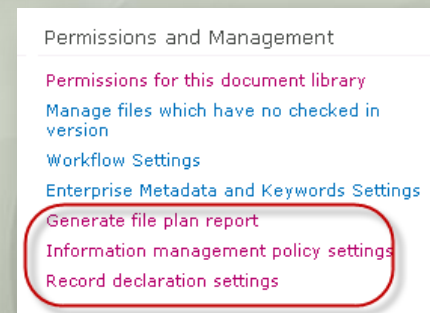 Permissions and Management
Permissions for this document library
Manage files which have no checked in
version
Workflow Settings
Enterprise Metadata and Keywords Settings
Generate file plan report
Information management policy settings
Record declaration settings